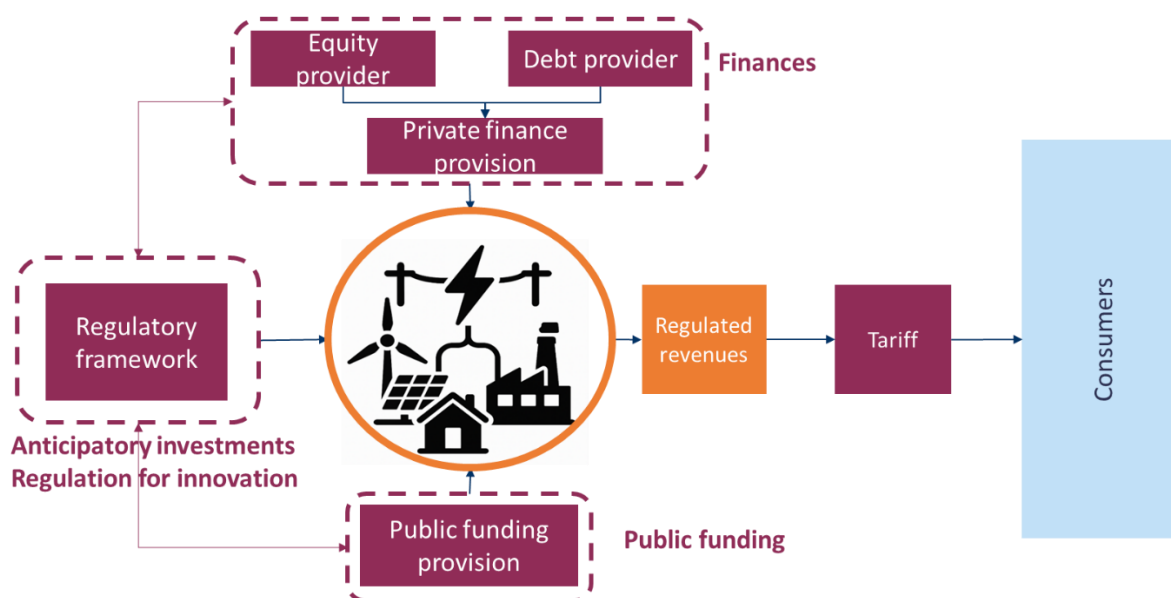 Equity
provider
Debt provider
Finances
Private finance
provision
Regulatory
framework
Regulated
revenues
Tariff
Consumers
Anticipatory investments
Regulation for innovation
Public funding
provision
Public funding